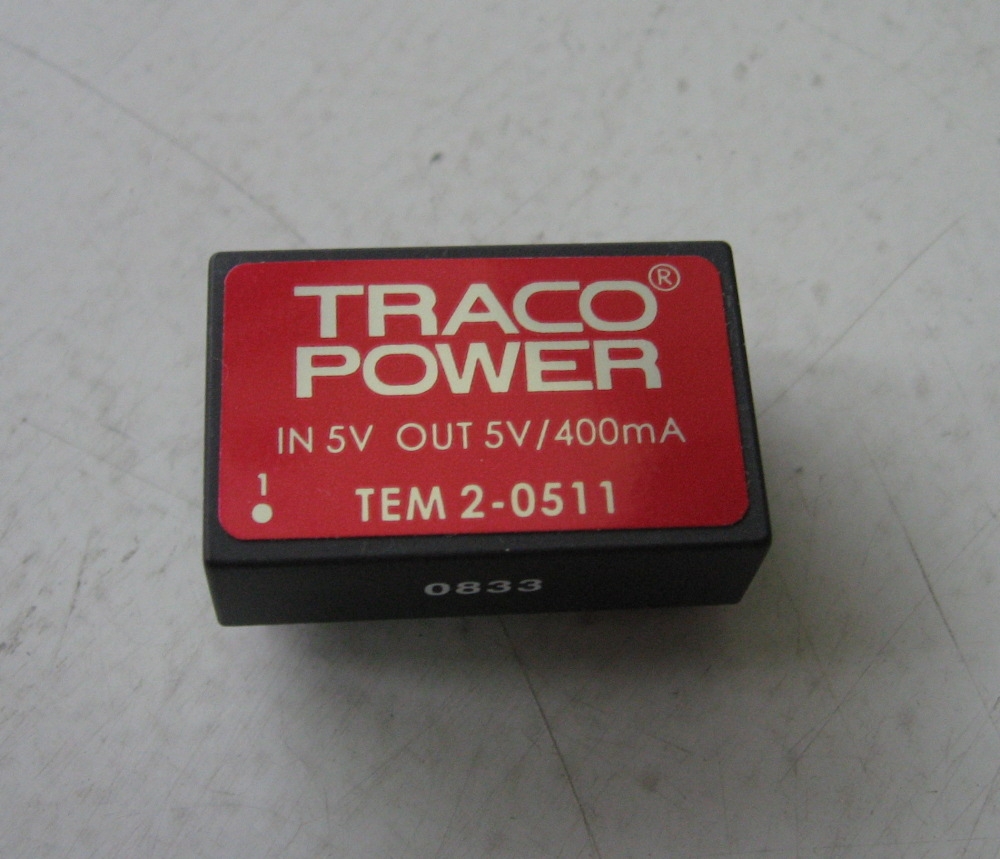 TRACO®
POWER
IN 5V OUT 5V/400mA
1
TEM 2-0511
0833